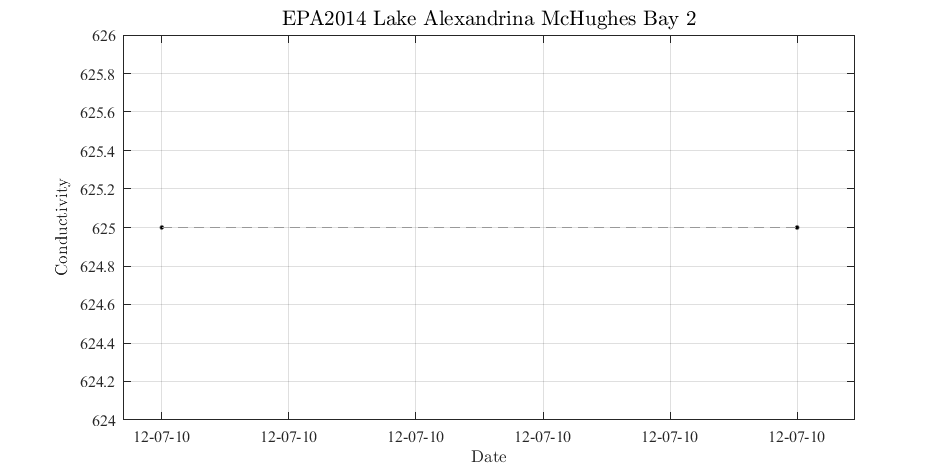 EPA2014 Lake Alexandrina McHughes Bay 2
626
625.8
625.6
625.4
625.2
625
624.8
624.6
624.4
624.2
624
Conductivity
12-07-10 12-07-10 12-07-10 12-07-10 12-07-10 12-07-10
Date